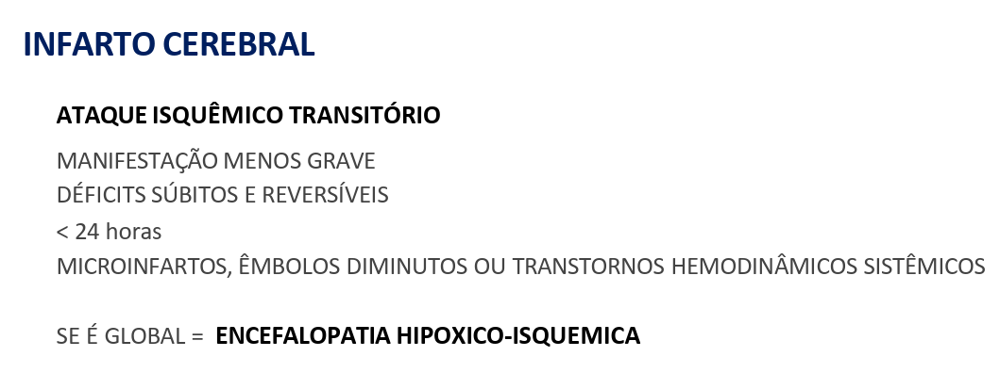 INFARTO CEREBRAL
ATAQUE ISQUÊMICO TRANSITÓRIO
MANIFESTAÇÃO MENOS GRAVE
DÉFICITS SÚBITOS E REVERSÍVEIS
< 24 horas
MICROINFARTOS, ÊMBOLOS DIMINUTOS OU TRANSTORNOS HEMODINÂMICOS SISTÊMICOS
SE É GLOBAL = ENCEFALOPATIA HIPOXICO-ISQUEMICA